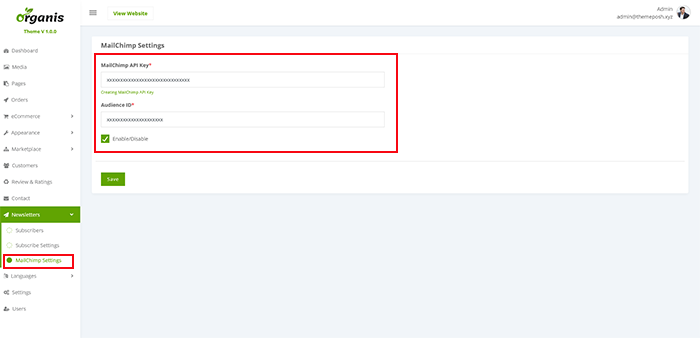 Organis
Theme V 1.0.0
View Website
Admin
admin@themeposh.xyz
Dashboard
Media
Pages
Orders
eCommerce
Appearance
Marketplace
Customers
Review & Ratings
Contact
Newsletters
Subscribers
Subscribe Settings
MailChimp Settings
Languages
Settings
Users
MailChimp Settings
MailChimp API Key*
Creating MailChimp API Key
Audience ID*
Enable/Disable
Save